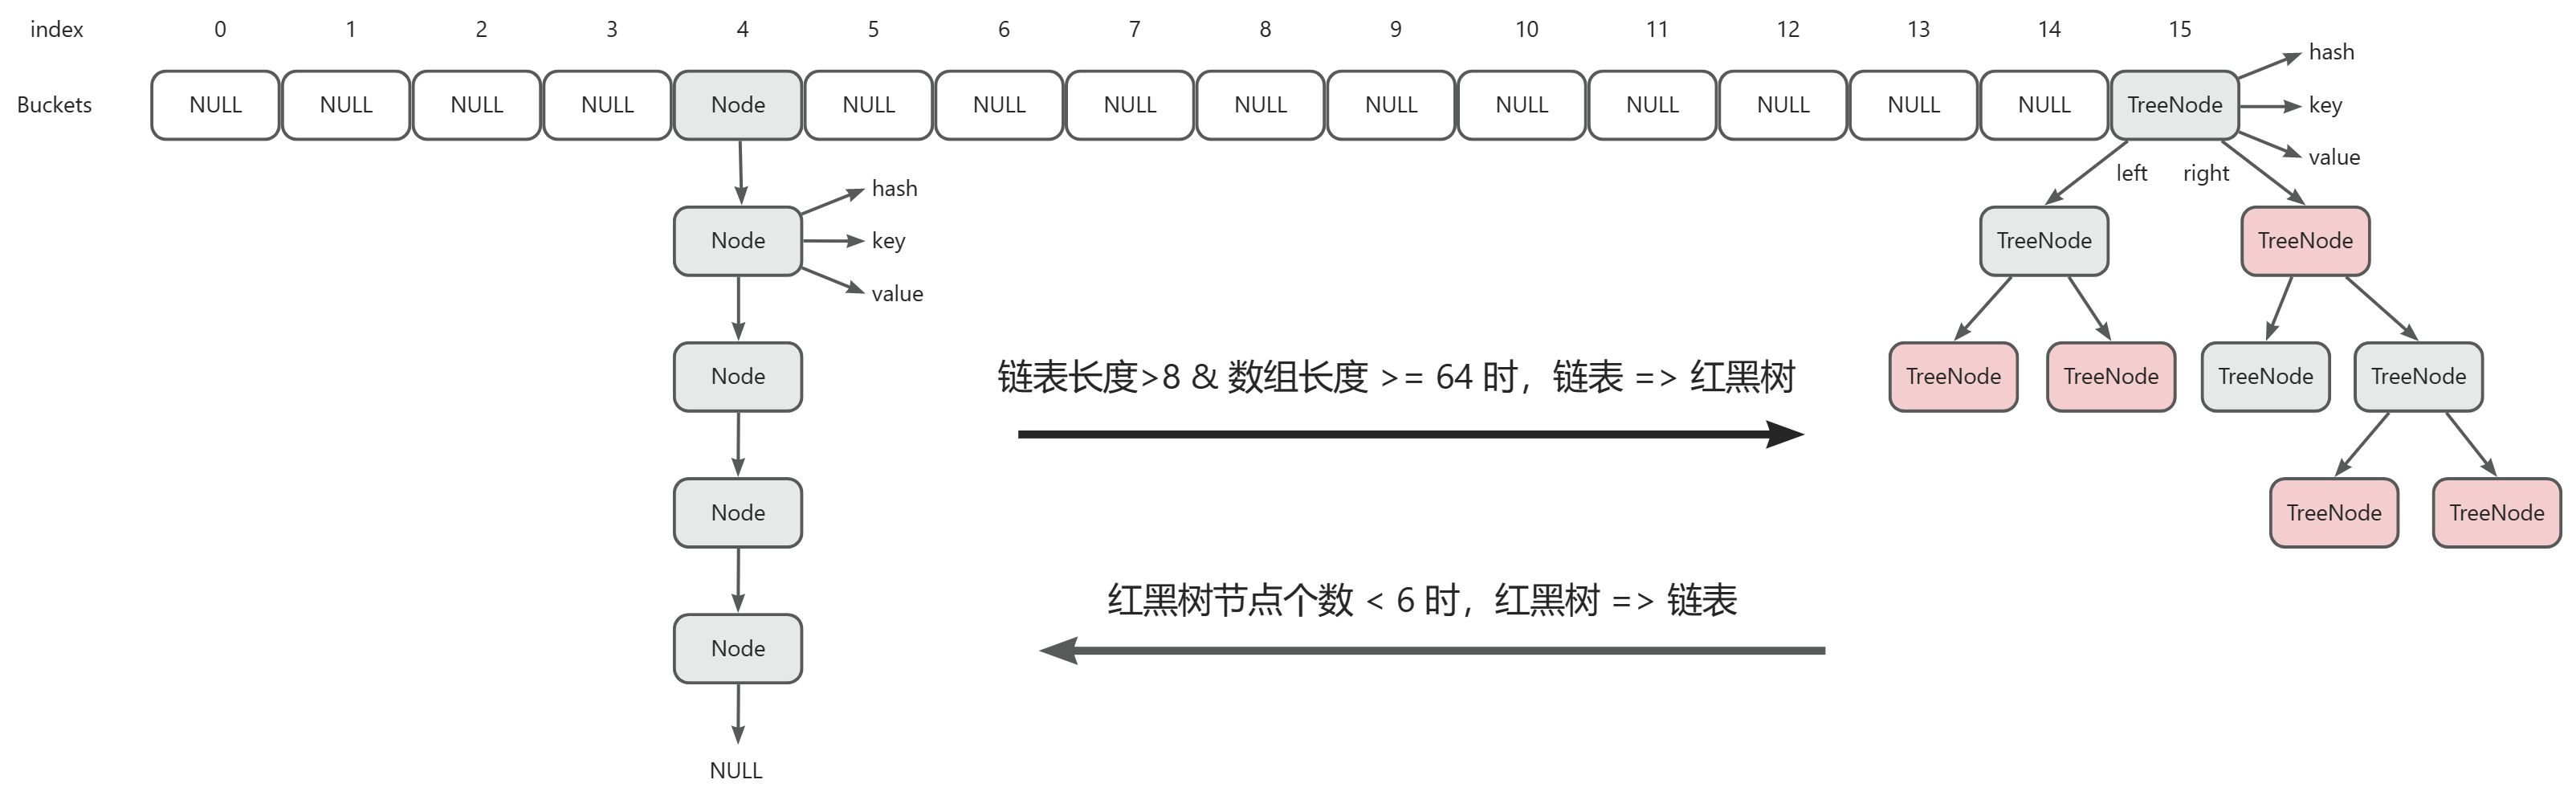 index 0 1 2 3 4 5 6 7 8 9 10 11 12 13 14 15
hash
Buckets NULL NULL NULL NULL Node NULL NULL NULL NULL NULL NULL NULL NULL NULL NULL TreeNode key
value
left right
hash
Node key TreeNode TreeNode
value
Node 链表长度>8 & 数组长度 >= 64 时，链表 => 红黑树 TreeNode TreeNode TreeNode TreeNode
Node TreeNode TreeNode
红黑树节点个数 < 6 时，红黑树 => 链表
Node
NULL